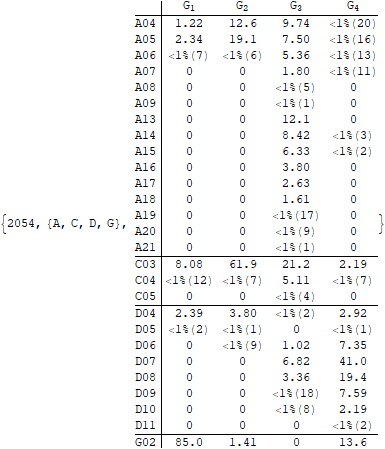 G1 G2 G3 G4
A04 1.22 12.6 9.74 <1%(20)
A05 2.34 19.1 7.50 <1%(16)
A06 <1%(7) <1%(6) 5.36 <1%(13)
A07 0 0 1.80 <1%(11)
A08 0 0 <1%(5) 0
A09 0 0 <1%(1) 0
A13 0 0 12.1 0
A14 0 0 8.42 <1%(3)
A15 0 0 6.33 <1%(2)
A16 0 0 3.80 0
A17 0 0 2.63 0
A18 0 0 1.61 0
A19 0 0 <1%(17) 0
{2054, {A, C, D, G}, }
A20 0 0 <1%(9) 0
A21 0 0 <1%(1) 0
C03 8.08 61.9 21.2 2.19
C04 <1%(12) <1%(7) 5.11 <1%(7)
C05 0 0 <1%(4) 0
D04 2.39 3.80 <1%(2) 2.92
D05 <1%(2) <1%(1) 0 <1%(1)
D06 0 <1%(9) 1.02 7.35
D07 0 0 6.82 41.0
D08 0 0 3.36 19.4
D09 0 0 <1%(18) 7.59
D10 0 0 <1%(8) 2.19
D11 0 0 0 <1%(2)
G02 85.0 1.41 0 13.6